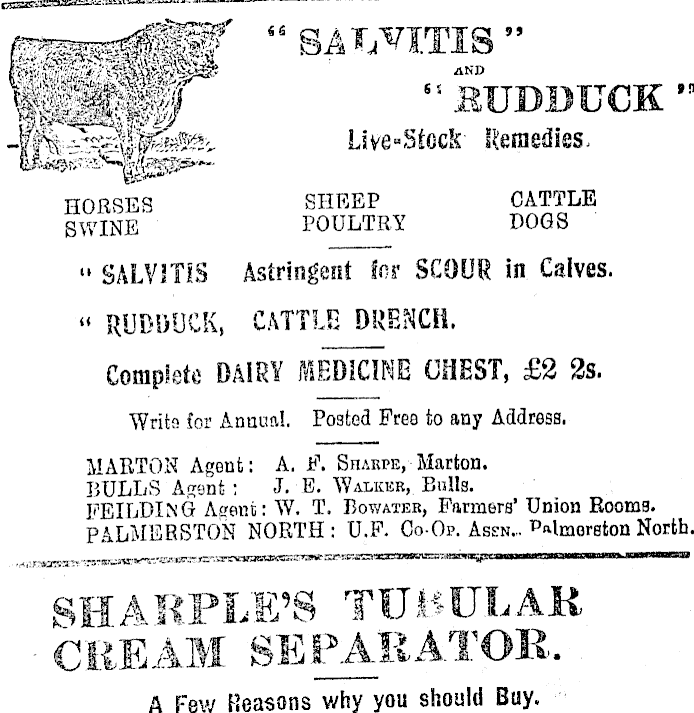 "SALVITIS"
AND
"RUDDUCK"
Live-Stock Remedies.
HORSES SHEEP CATTLE
SWINE POULTRY DOGS
"SALVITIS Astringent for SCOUR in Calves.
"RUDDUCK, CATTLE DRENCH.
Complete DAIRY MEDICINE CHEST, £2 2s.
Write for Annual. Posted Free to any Address.
MARTON Agent: A. F. SHARPE, Marton.
BULLS Agent: J. E. WALKER, Bulls.
FEILDING Agent: W. T. BOWATER, Farmers' Union Rooms.
PALMERSTON NORTH: U.F. CO-OP. ASSN., Palmerston North.
SHARPLE'S TUBULAR
CREAM SEPARATOR.
A Few Reasons why you should Buy.